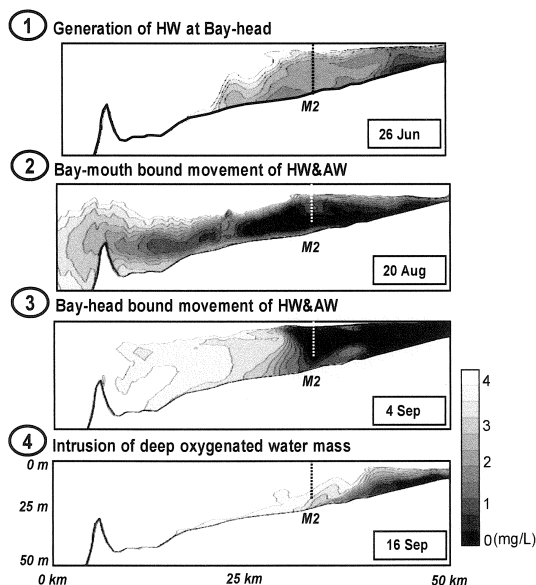 1 Generation of HW at Bay-head
M2
26 Jun
2 Bay-mouth bound movement of HW&AW
M2
20 Aug
3 Bay-head bound movement of HW&AW
M2
4 Sep
4 Intrusion of deep oxygenated water mass
0 m
25 m
50 m
M2
16 Sep
0 km 25 km 50 km
4
3
2
1
0 (mg/L)